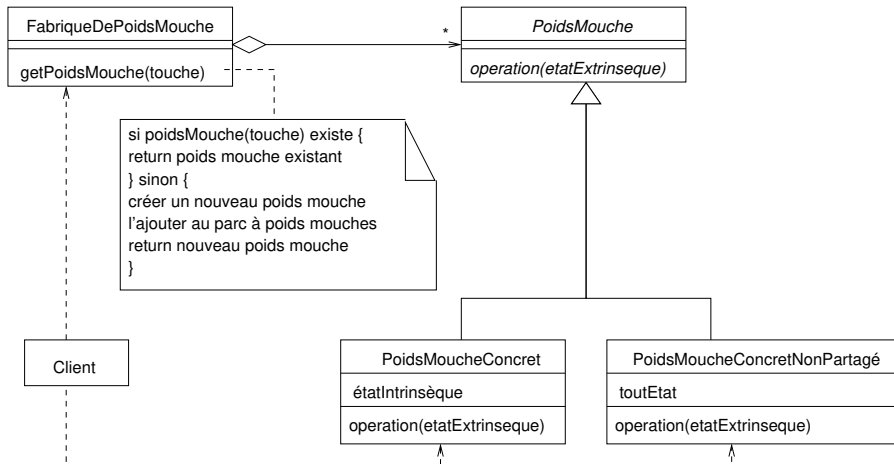 FabriqueDePoidsMouche
*
PoidsMouche
getPoidsMouche(touche)
operation(etatExtrinseque)
si poidsMouche(touche) existe {
return poids mouche existant
} sinon {
créer un nouveau poids mouche
l'ajouter au parc à poids mouches
return nouveau poids mouche
}
Client
PoidsMoucheConcret
étatIntrinsèque
operation(etatExtrinseque)
PoidsMoucheConcretNonPartagé
toutEtat
operation(etatExtrinseque)